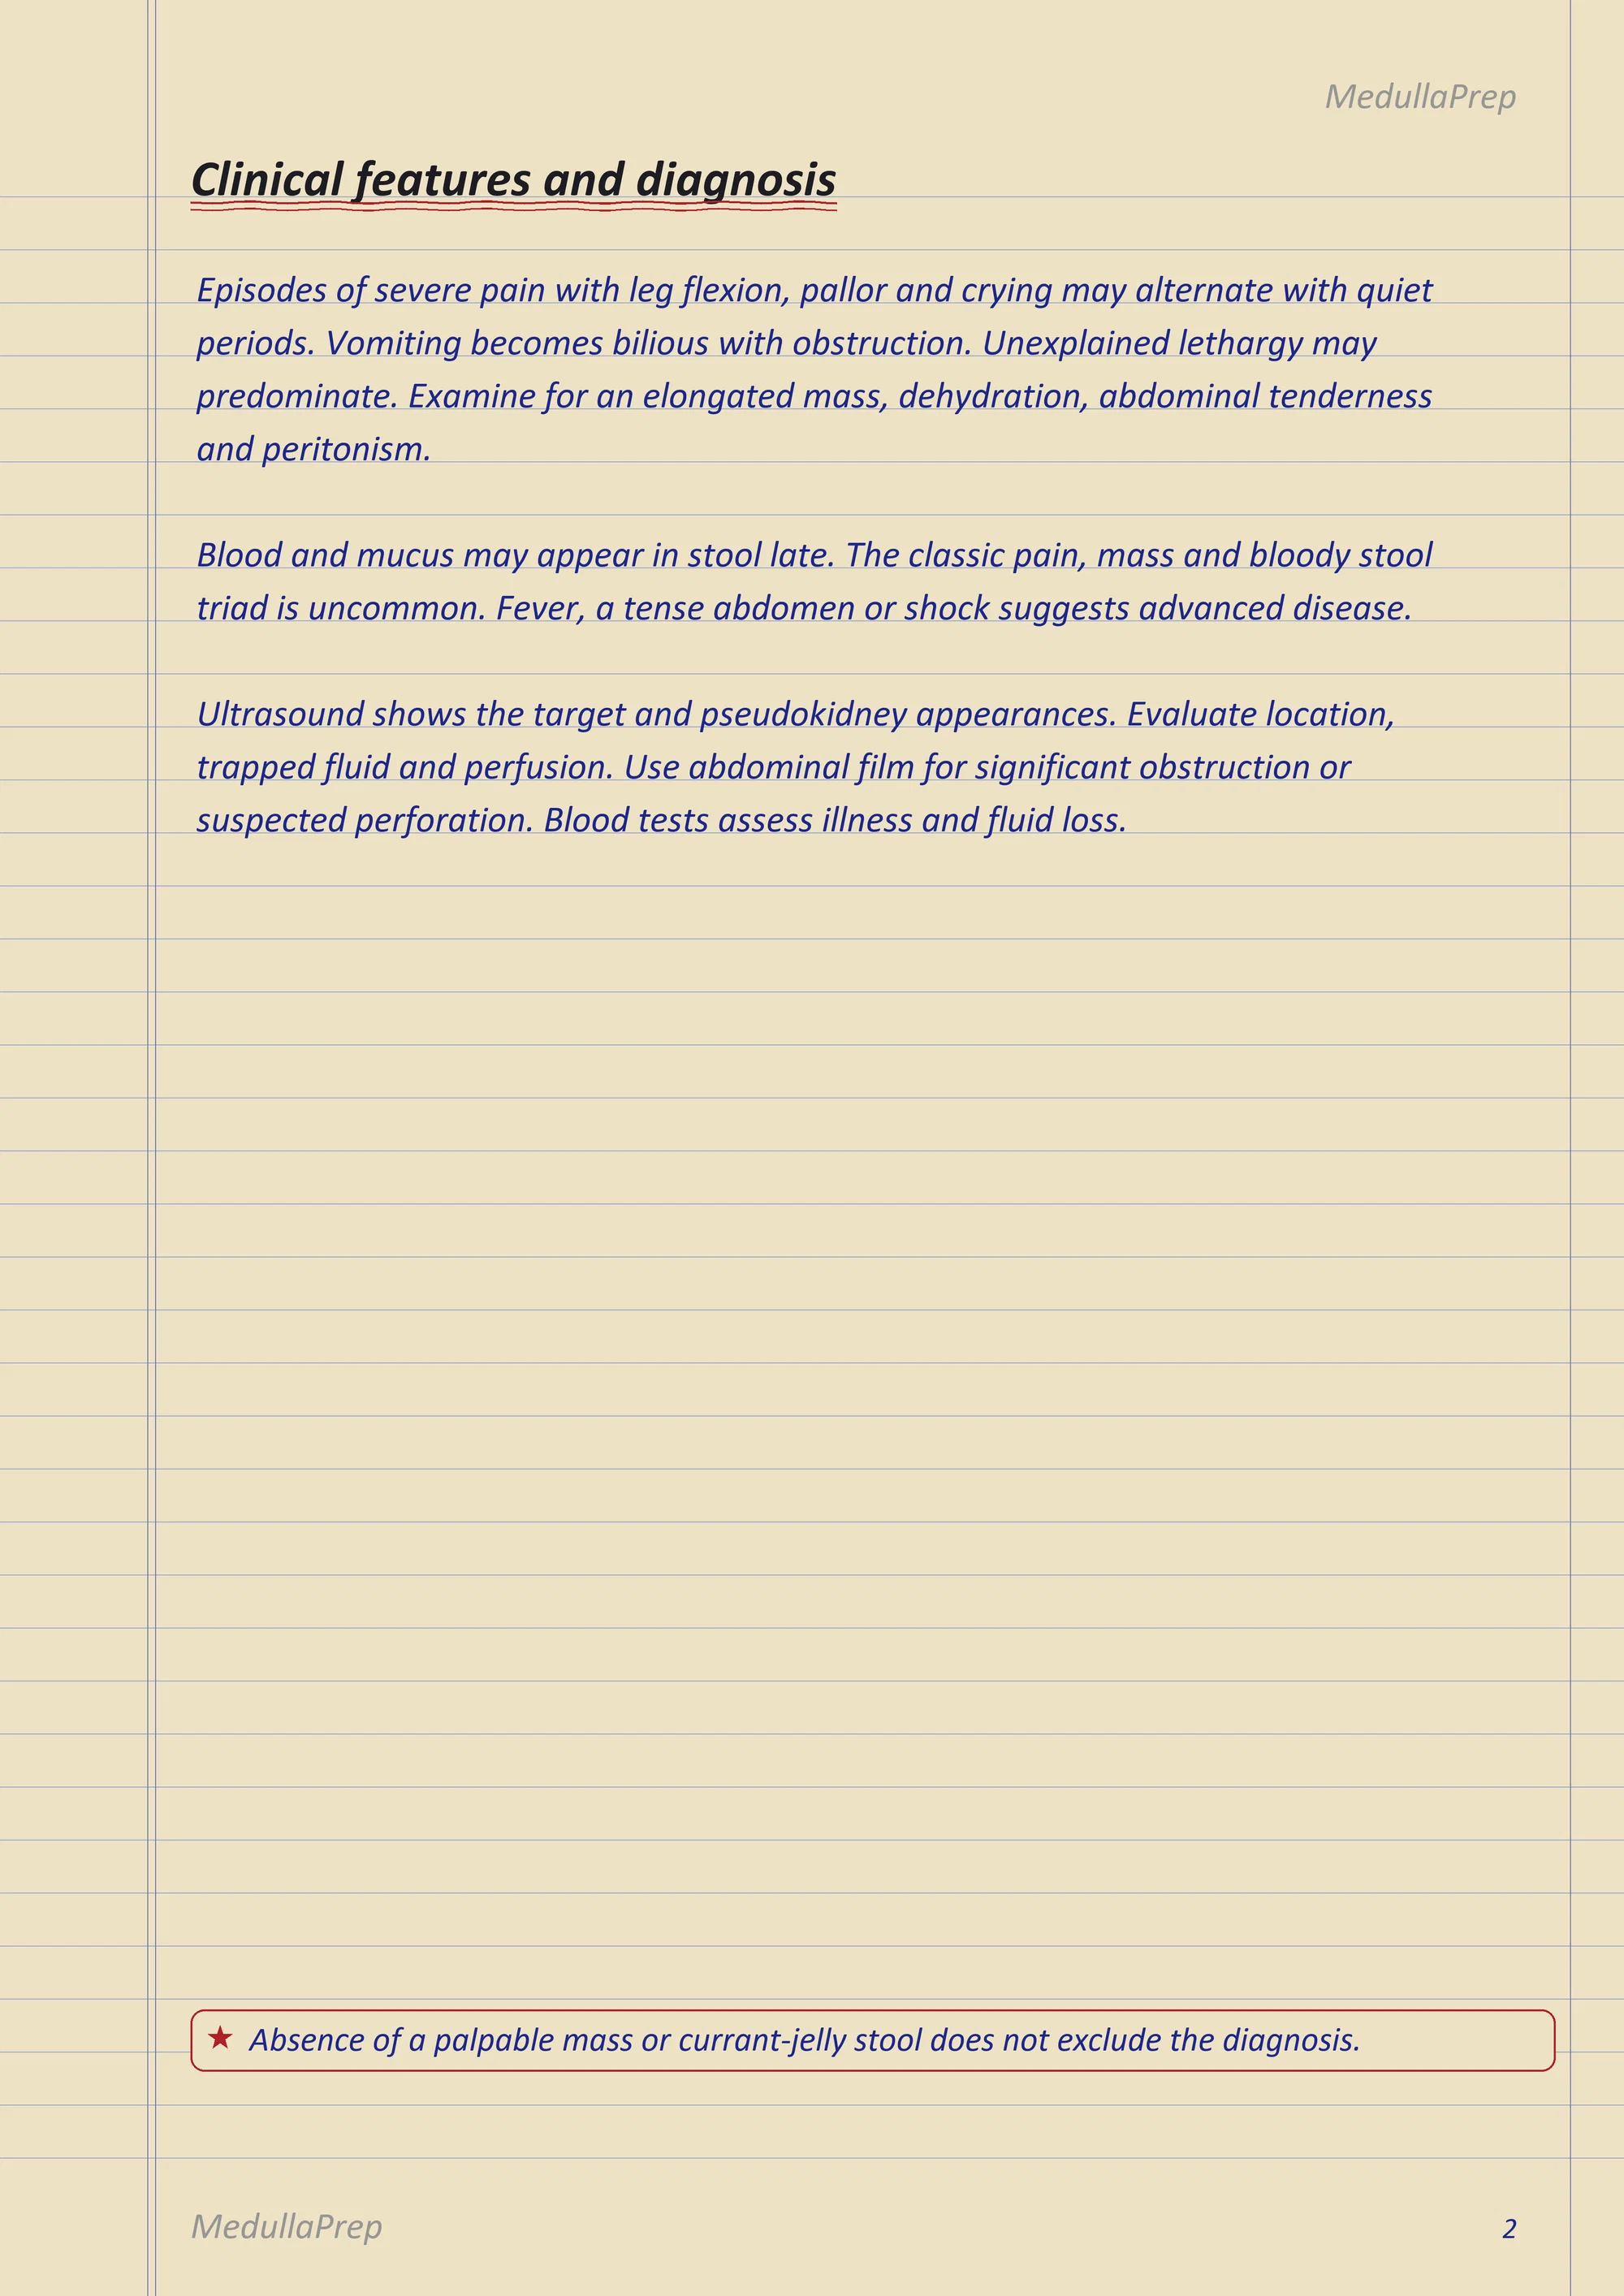 MedullaPrep
Clinical features and diagnosis
Episodes of severe pain with leg flexion, pallor and crying may alternate with quiet
periods. Vomiting becomes bilious with obstruction. Unexplained lethargy may
predominate. Examine for an elongated mass, dehydration, abdominal tenderness
and peritonism.
Blood and mucus may appear in stool late. The classic pain, mass and bloody stool
triad is uncommon. Fever, a tense abdomen or shock suggests advanced disease.
Ultrasound shows the target and pseudokidney appearances. Evaluate location,
trapped fluid and perfusion. Use abdominal film for significant obstruction or
suspected perforation. Blood tests assess illness and fluid loss.
★ Absence of a palpable mass or currant-jelly stool does not exclude the diagnosis.
MedullaPrep
2